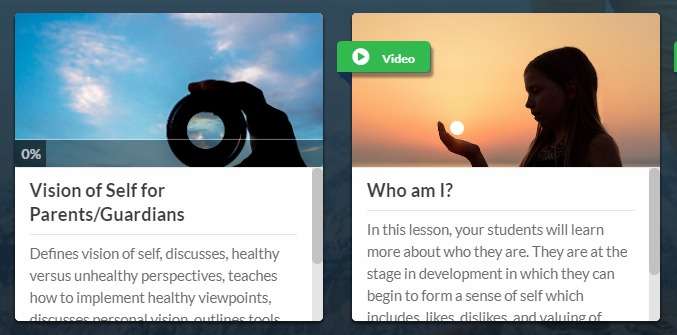 0%
Vision of Self for
Parents/Guardians
Defines vision of self, discusses, healthy
versus unhealthy perspectives, teaches
how to implement healthy viewpoints,
discusses personal vision, outlines tools
Video
Who am I?
In this lesson, your students will learn
more about who they are. They are at the
stage in development in which they can
begin to form a sense of self which
includes, likes, dislikes, and valuing of